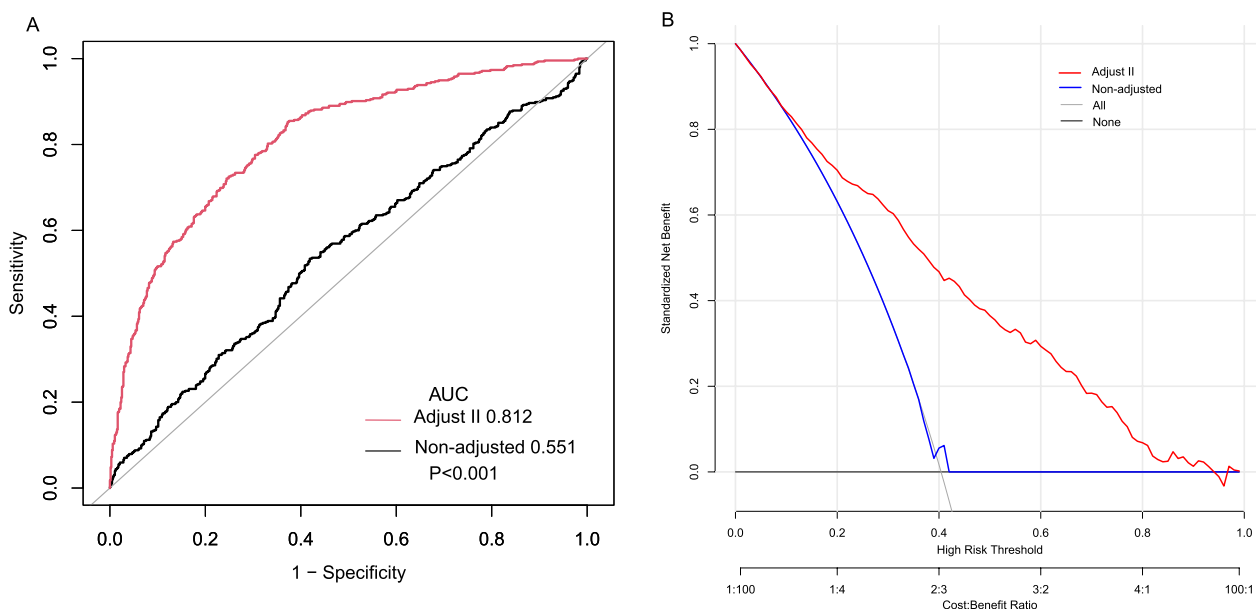 A
1.0
0.8
0.6
0.4
0.2
0.0
Sensitivity
0.0 0.2 0.4 0.6 0.8 1.0
1 − Specificity
AUC
Adjust II 0.812
Non-adjusted 0.551
P<0.001
B
1.0
0.8
0.6
0.4
0.2
0.0
Standardized Net Benefit
Adjust II
Non-adjusted
All
None
0.0 0.2 0.4 0.6 0.8 1.0
High Risk Threshold
1:100 1:4 2:3 3:2 4:1 100:1
Cost:Benefit Ratio